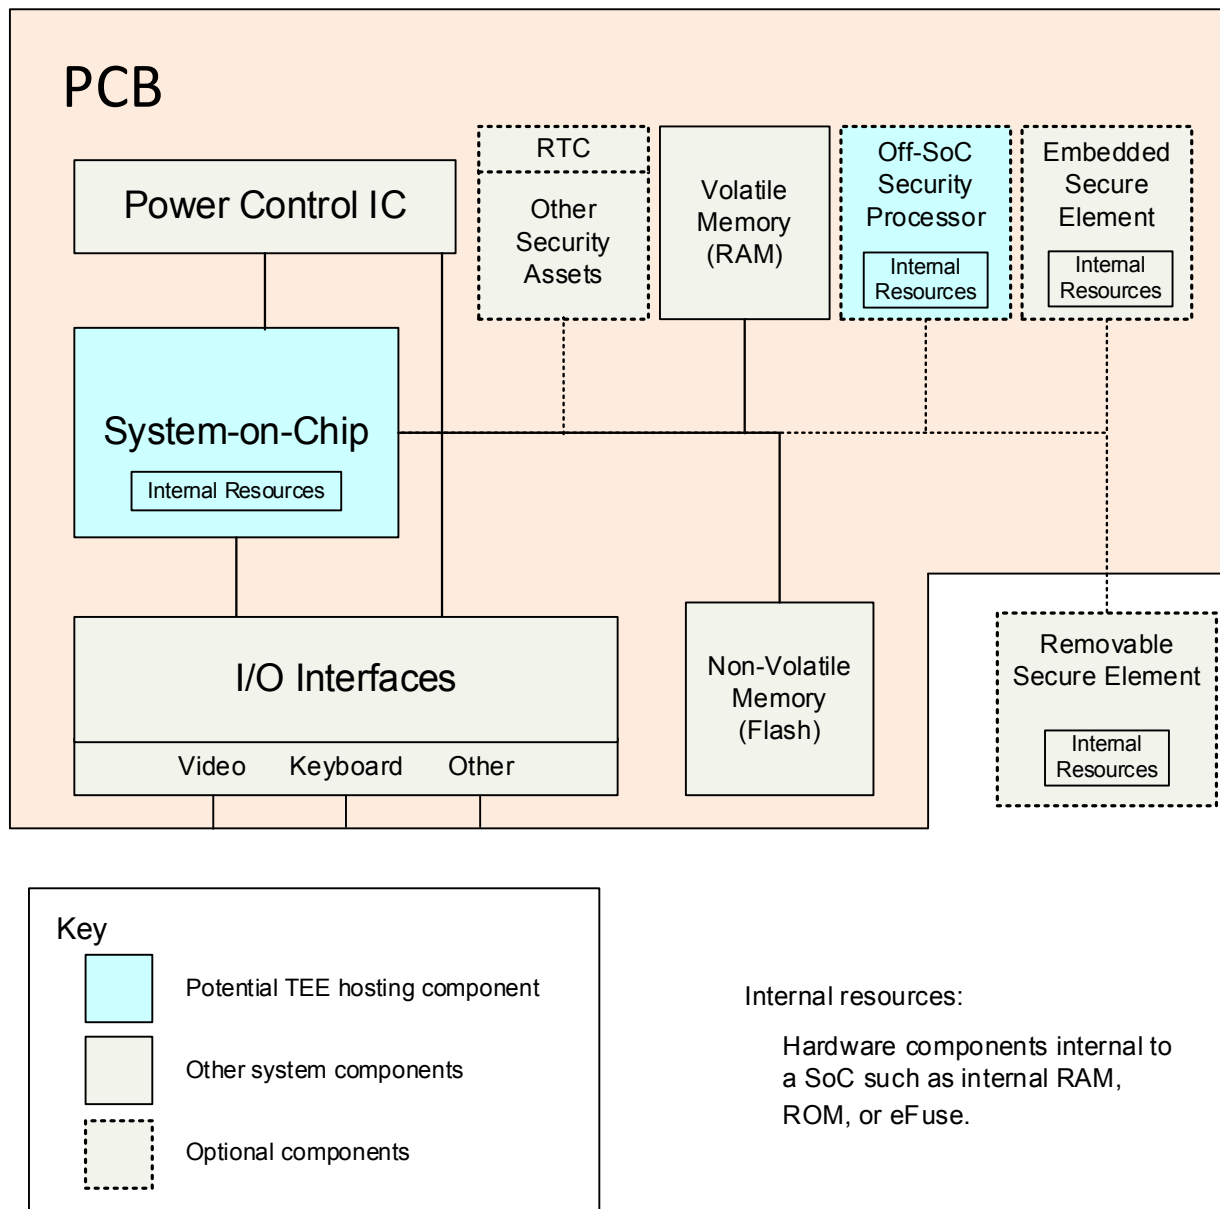 PCB
Power Control IC
RTC
Other
Security
Assets
Volatile
Memory
(RAM)
Off-SoC
Security
Processor
Internal
Resources
Embedded
Secure
Element
Internal
Resources
System-on-Chip
Internal Resources
I/O Interfaces
Video Keyboard Other
Non-Volatile
Memory
(Flash)
Removable
Secure Element
Internal
Resources
Key
Potential TEE hosting component
Other system components
Optional components
Internal resources:
Hardware components internal to
a SoC such as internal RAM,
ROM, or eFuse.